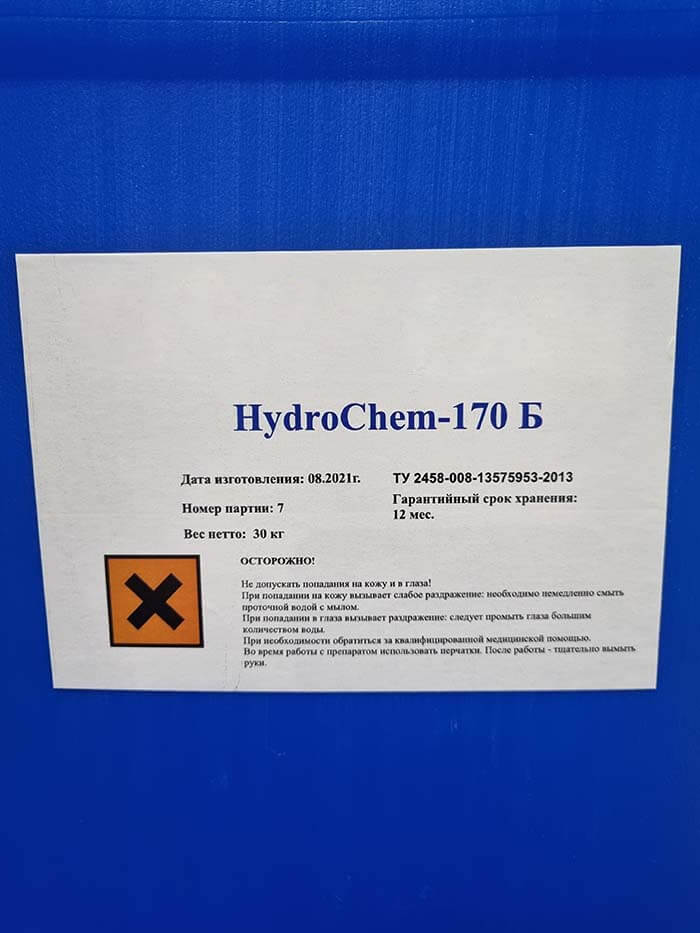 HydroChem-170 Б
Дата изготовления: 08.2021г.
ТУ 2458-008-13575953-2013
Номер партии: 7
Гарантийный срок хранения:
12 мес.
Вес нетто: 30 кг
ОСТОРОЖНО!
Не допускать попадания на кожу и в глаза!
При попадании на кожу вызывает слабое раздражение: необходимо немедленно смыть
проточной водой с мылом.
При попадании в глаза вызывает раздражение: следует промыть глаза большим
количеством воды.
При необходимости обратиться за квалифицированной медицинской помощью.
Во время работы с препаратом использовать перчатки. После работы - тщательно вымыть
руки.